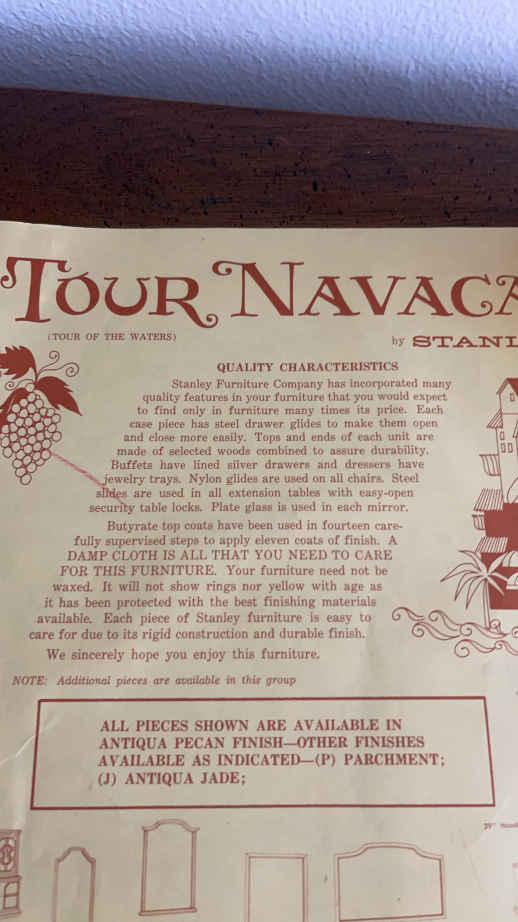 TOUR NAVACA
(TOUR OF THE WATERS)
by STANL
QUALITY CHARACTERISTICS
Stanley Furniture Company has incorporated many
quality features in your furniture that you would expect
to find only in furniture many times its price. Each
case piece has steel drawer glides to make them open
and close more easily. Tops and ends of each unit are
made of selected woods combined to assure durability.
Buffets have lined silver drawers and dressers have
jewelry trays. Nylon glides are used on all chairs. Steel
slides are used in all extension tables with easy-open
security table locks. Plate glass is used in each mirror.
Butyrate top coats have been used in fourteen care-
fully supervised steps to apply eleven coats of finish. A
DAMP CLOTH IS ALL THAT YOU NEED TO CARE
FOR THIS FURNITURE. Your furniture need not be
waxed. It will not show rings nor yellow with age as
it has been protected with the best finishing materials
available. Each piece of Stanley furniture is easy to
care for due to its rigid construction and durable finish.
We sincerely hope you enjoy this furniture.
NOTE: Additional pieces are available in this group
ALL PIECES SHOWN ARE AVAILABLE IN
ANTIQUA PECAN FINISH—OTHER FINISHES
AVAILABLE AS INDICATED—(P) PARCHMENT;
(J) ANTIQUA JADE;